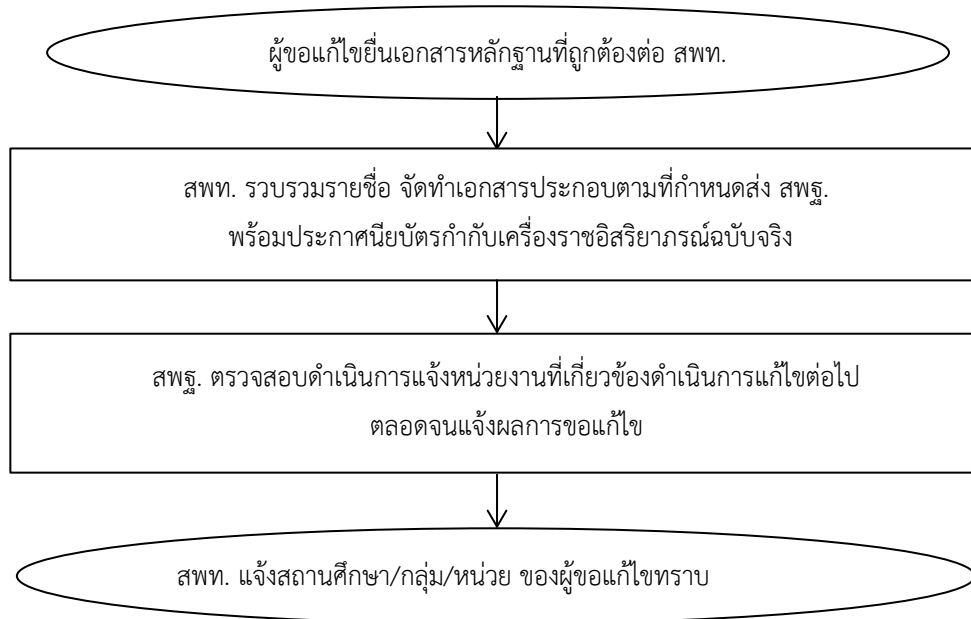 ผู้ขอแก้ไขยื่นเอกสารหลักฐานที่ถูกต้องต่อ สพท.
สพท. รวบรวมรายชื่อ จัดทำเอกสารประกอบตามที่กำหนดส่ง สพฐ.
พร้อมประกาศนียบัตรกำกับเครื่องราชอิสริยาภรณ์ฉบับจริง
สพฐ. ตรวจสอบดำเนินการแจ้งหน่วยงานที่เกี่ยวข้องดำเนินการแก้ไขต่อไป
ตลอดจนแจ้งผลการขอแก้ไข
สพท. แจ้งสถานศึกษา/กลุ่ม/หน่วย ของผู้ขอแก้ไขทราบ